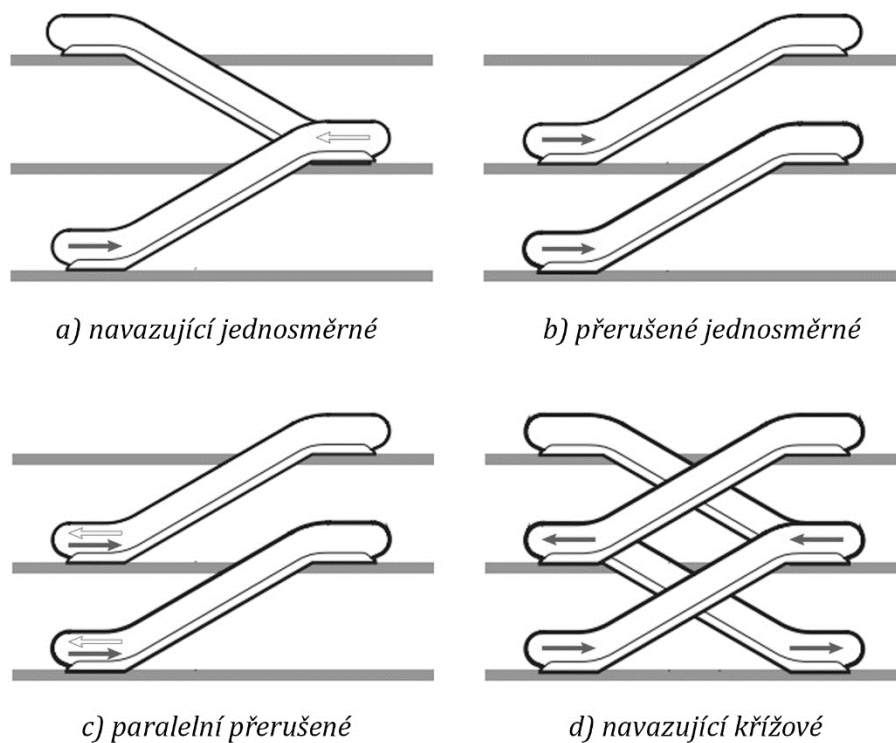 a) navazující jednosměrné
b) přerušené jednosměrné
c) paralelní přerušené
d) navazující křížové